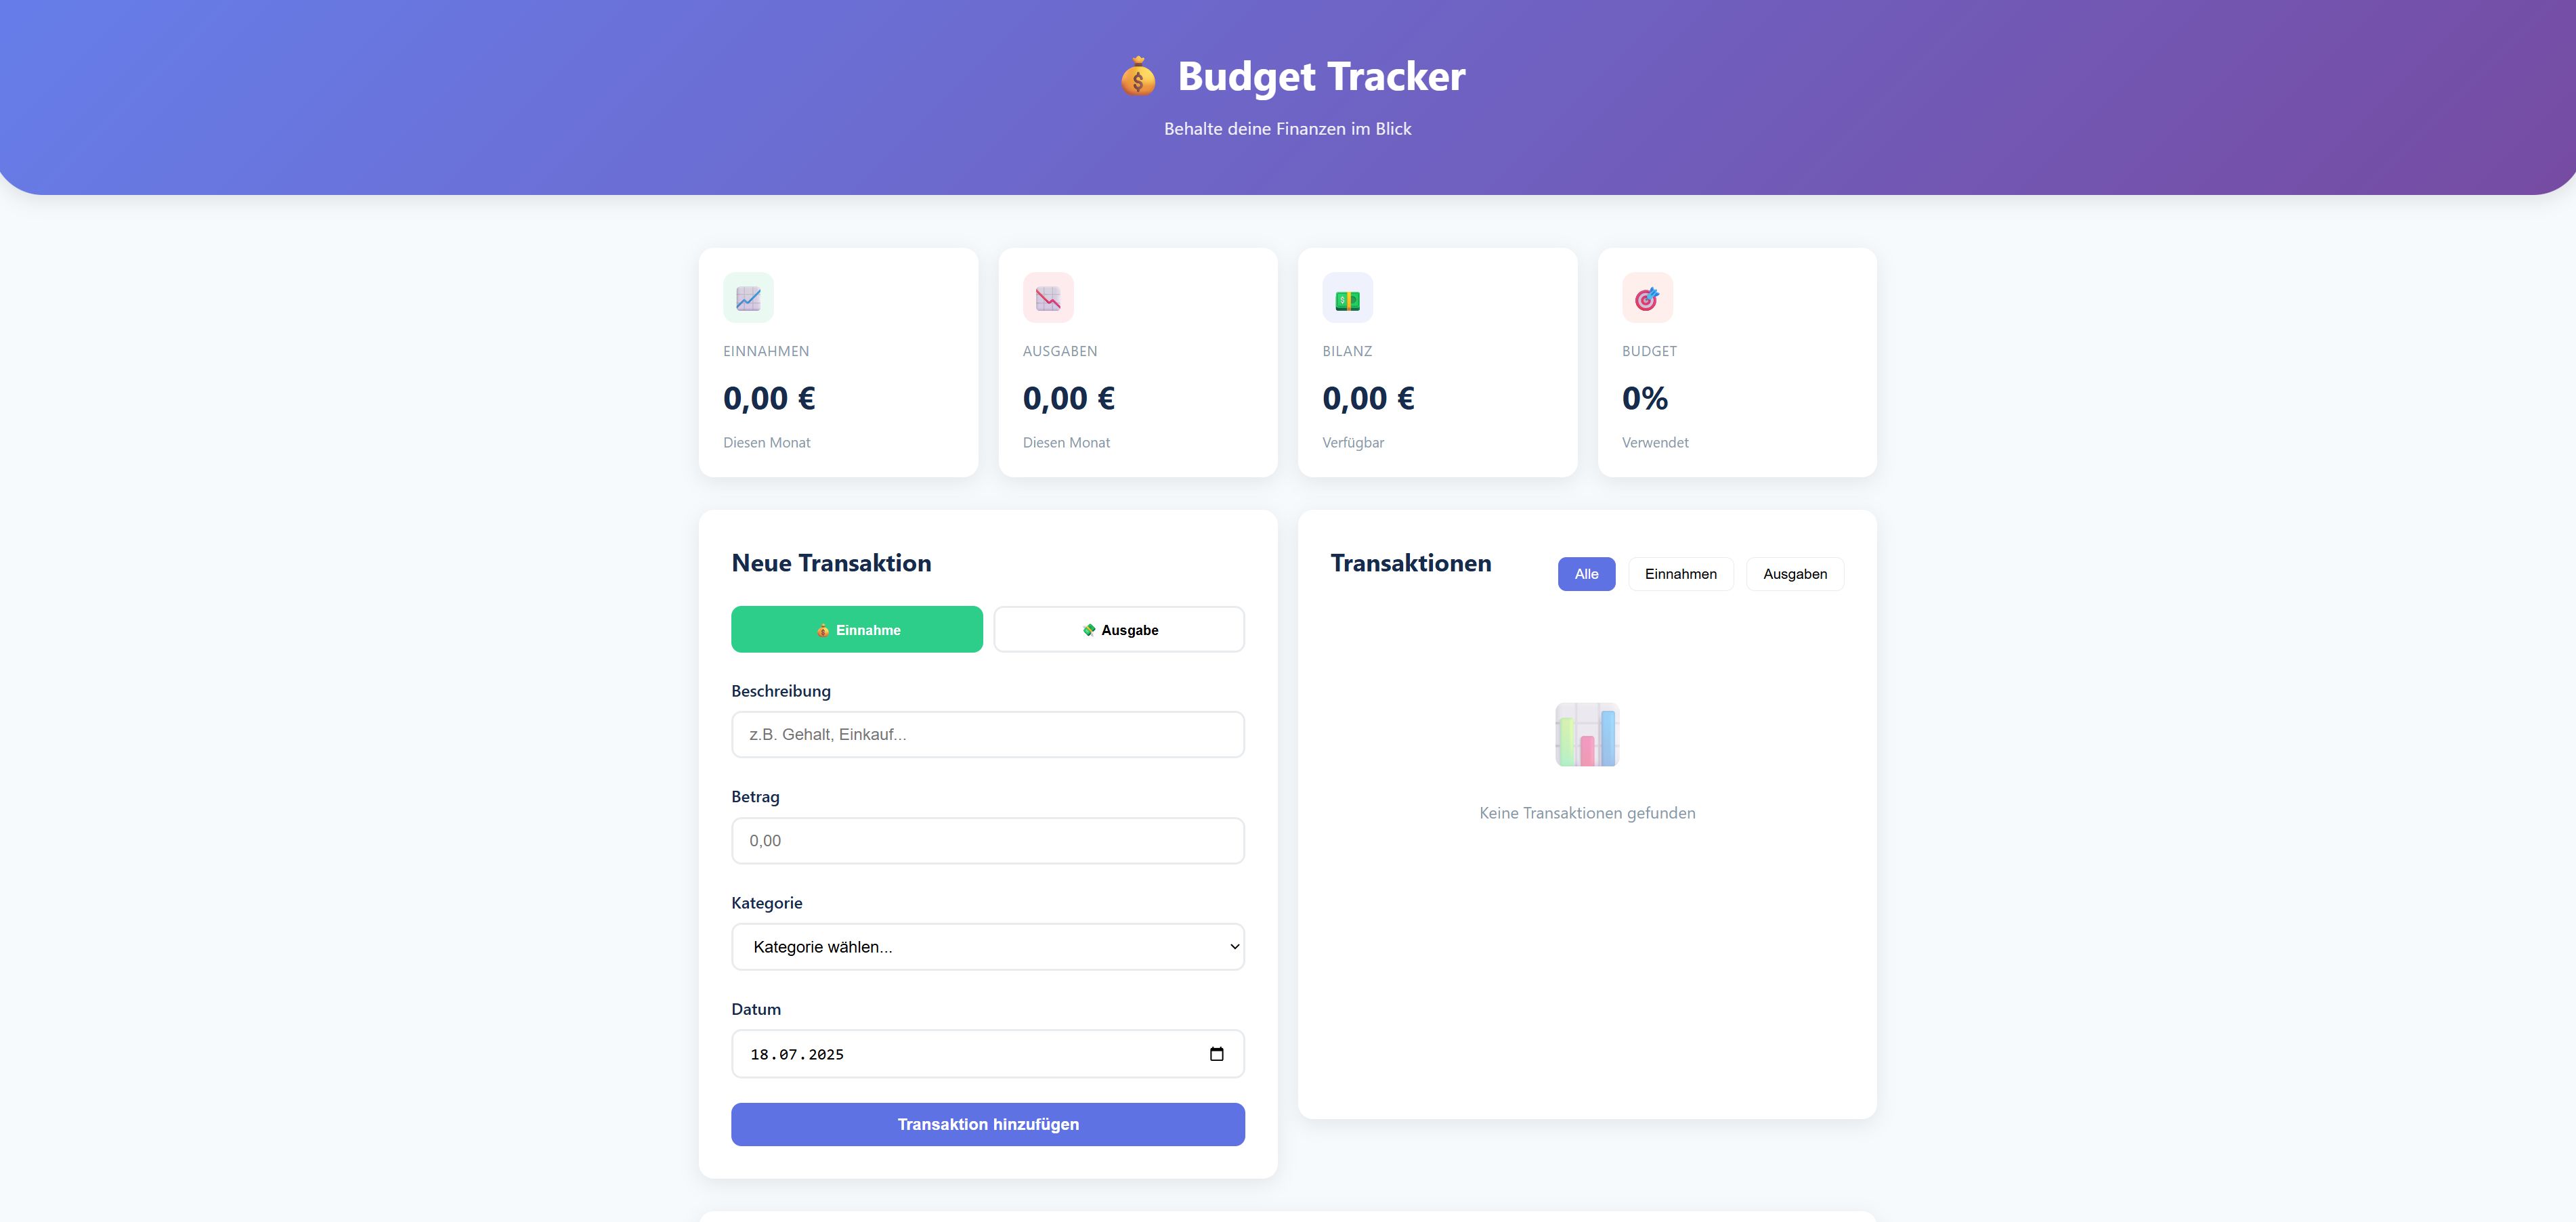 Budget Tracker
Behalte deine Finanzen im Blick
EINNAHMEN
0,00 €
Diesen Monat
AUSGABEN
0,00 €
Diesen Monat
BILANZ
0,00 €
Verfügbar
BUDGET
0%
Verwendet
Neue Transaktion
Einnahme
Ausgabe
Beschreibung
z.B. Gehalt, Einkauf...
Betrag
0,00
Kategorie
Kategorie wählen...
Datum
18.07.2025
Transaktion hinzufügen
Transaktionen
Alle
Einnahmen
Ausgaben
Keine Transaktionen gefunden